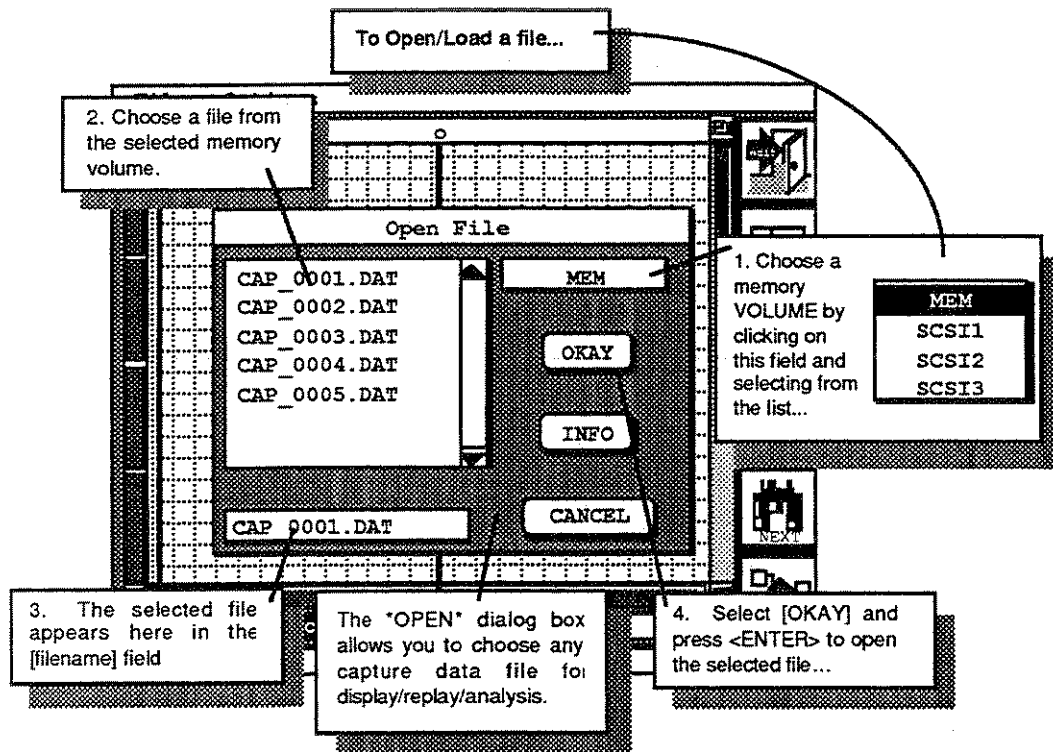 To Open/Load a file...
2. Choose a file from
the selected memory
volume.
Open File
CAP_0001.DAT
CAP_0002.DAT
CAP_0003.DAT
CAP_0004.DAT
CAP_0005.DAT
MEM
OKAY
INFO
CANCEL
CAP_0001.DAT
1. Choose a
memory
VOLUME by
clicking on
this field and
selecting from
the list...
MEM
SCSI1
SCSI2
SCSI3
NEXT
3. The selected file
appears here in the
[filename] field
The "OPEN" dialog box
allows you to choose any
capture data file for
display/replay/analysis.
4. Select [OKAY] and
press <ENTER> to open
the selected file...